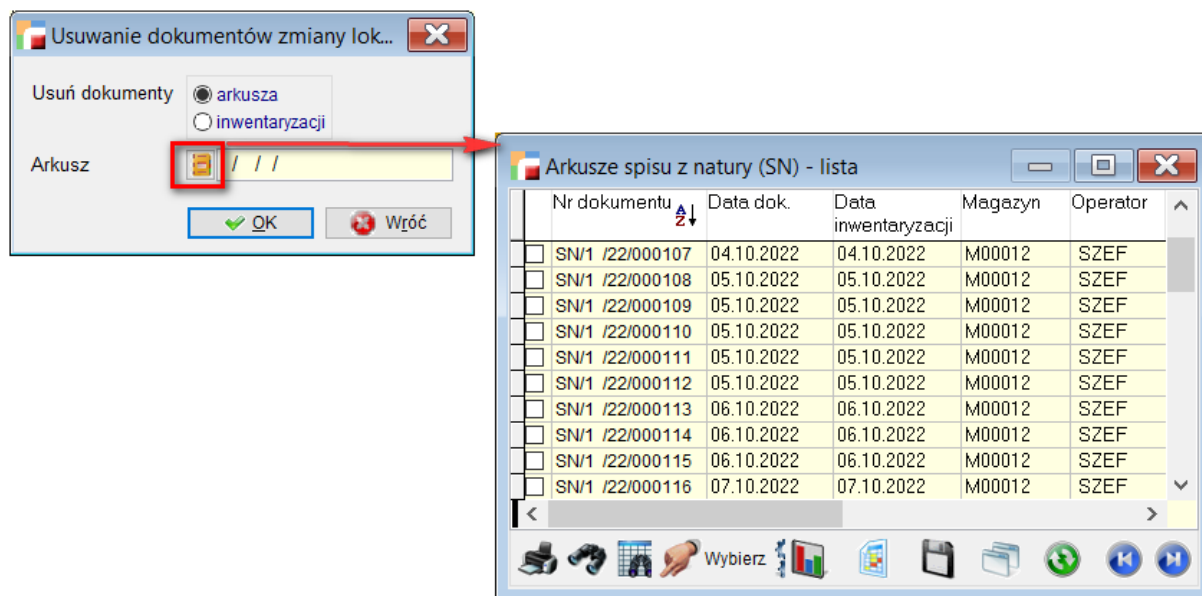 Usuwanie dokumentów zmiany lok...
Usuń dokumenty
arkusza
inwentaryzacji
Arkusz / / /
OK Wróć
Arkusze spisu z natury (SN) - lista
Nr dokumentu Data dok. Data inwentaryzacji Magazyn Operator
SN/1 /22/000107 04.10.2022 04.10.2022 M00012 SZEF
SN/1 /22/000108 05.10.2022 05.10.2022 M00012 SZEF
SN/1 /22/000109 05.10.2022 05.10.2022 M00012 SZEF
SN/1 /22/000110 05.10.2022 05.10.2022 M00012 SZEF
SN/1 /22/000111 05.10.2022 05.10.2022 M00012 SZEF
SN/1 /22/000112 05.10.2022 05.10.2022 M00012 SZEF
SN/1 /22/000113 06.10.2022 06.10.2022 M00012 SZEF
SN/1 /22/000114 06.10.2022 06.10.2022 M00012 SZEF
SN/1 /22/000115 06.10.2022 06.10.2022 M00012 SZEF
SN/1 /22/000116 07.10.2022 07.10.2022 M00012 SZEF
Wybierz